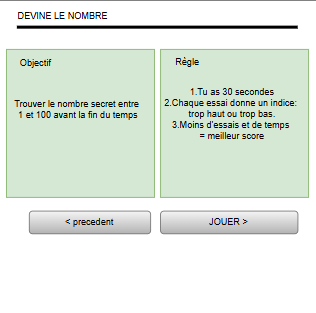 DEVINE LE NOMBRE
Objectif
Trouver le nombre secret entre
1 et 100 avant la fin du temps
Règle
1.Tu as 30 secondes
2.Chaque essai donne un indice:
trop haut ou trop bas.
3.Moins d'essais et de temps
= meilleur score
< precedent
JOUER >